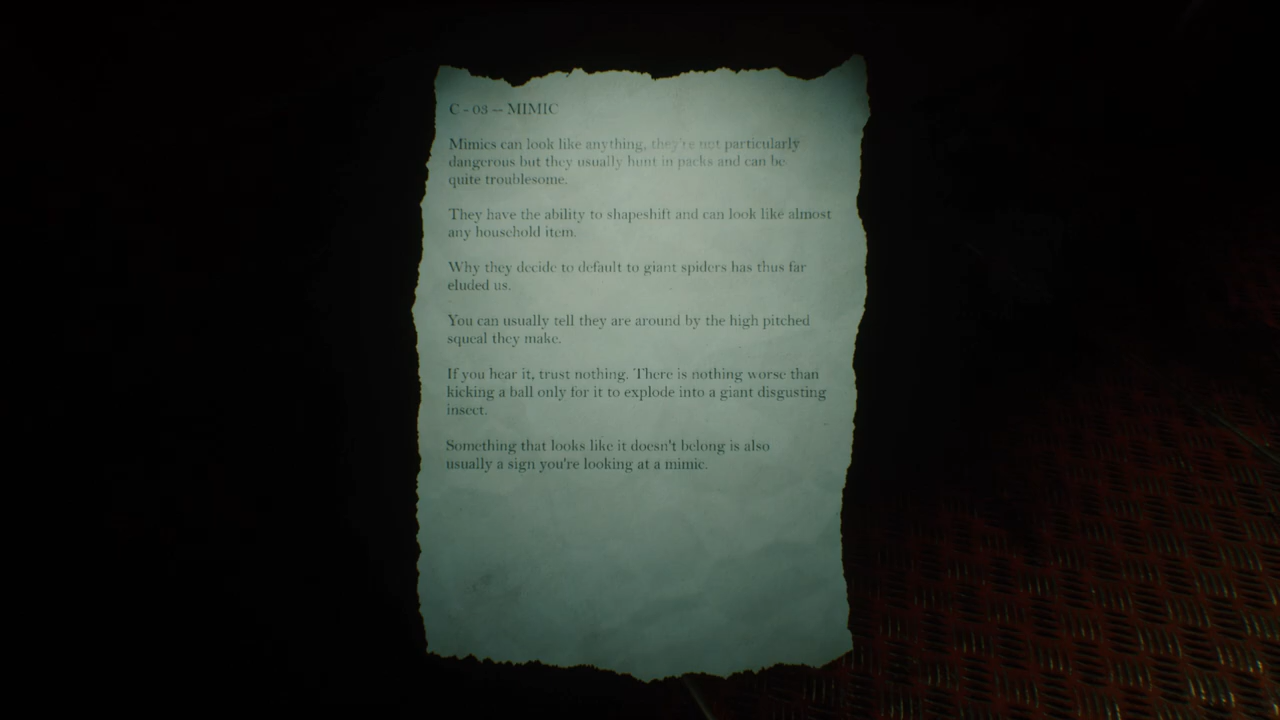 C - 03 -- MIMIC
Mimics can look like anything, they're not particularly
dangerous but they usually hunt in packs and can be
quite troublesome.
They have the ability to shapeshift and can look like almost
any household item.
Why they decide to default to giant spiders has thus far
eluded us.
You can usually tell they are around by the high pitched
squeal they make.
If you hear it, trust nothing. There is nothing worse than
kicking a ball only for it to explode into a giant disgusting
insect.
Something that looks like it doesn't belong is also
usually a sign you're looking at a mimic.